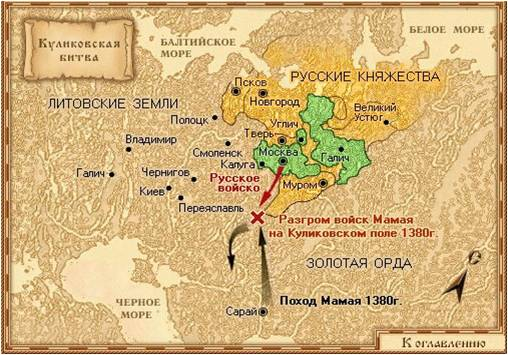 Куликовская
битва
БАЛТИЙСКОЕ
МОРЕ
БЕЛОЕ МОРЕ
РУССКИЕ КНЯЖЕСТВА
Псков
Новгород
ЛИТОВСКИЕ ЗЕМЛИ
Полоцк
Углич
Великий
Устюг
Тверь
Владимир
Смоленск
Москва
Галич
Калуга
Галич
Чернигов
Русское
войско
Муром
Киев
Переяславль
Разгром войск Мамая
на Куликовском поле 1380г.
ЗОЛОТАЯ ОРДА
ЧЕРНОЕ
МОРЕ
Сарай
Поход Мамая 1380г.
К оглавлению